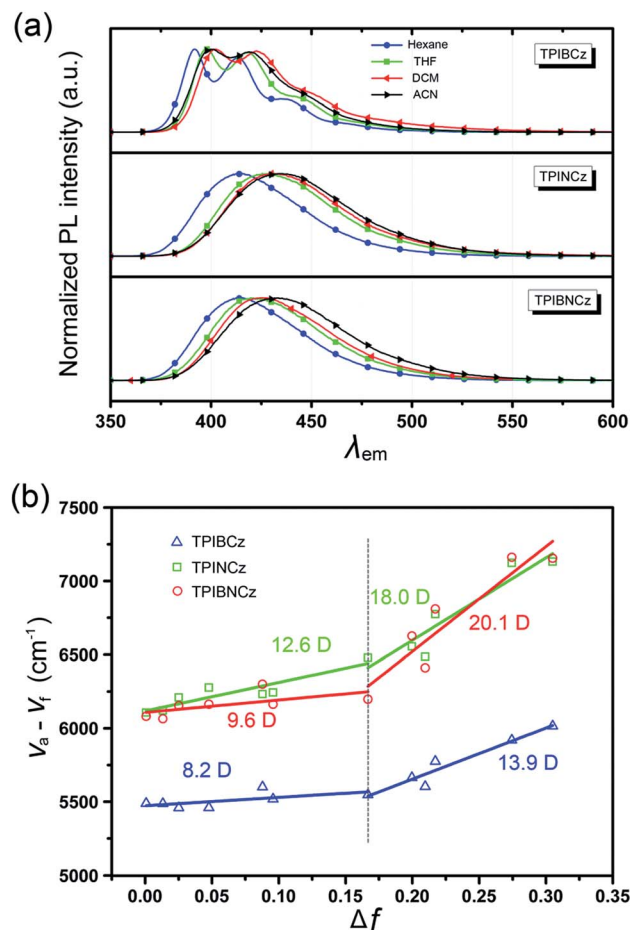 (a)
Normalized PL intensity (a.u.)
Hexane
THF
DCM
ACN
TPIBCz
TPINCz
TPIBNCz
350 400 450 500 550 600
λem
(b)
7500
7000
6500
6000
5500
5000
νa - νf (cm⁻¹)
TPIBCz
TPINCz
TPIBNCz
18.0 D
12.6 D
20.1 D
9.6 D
8.2 D
13.9 D
0.00 0.05 0.10 0.15 0.20 0.25 0.30 0.35
Δf